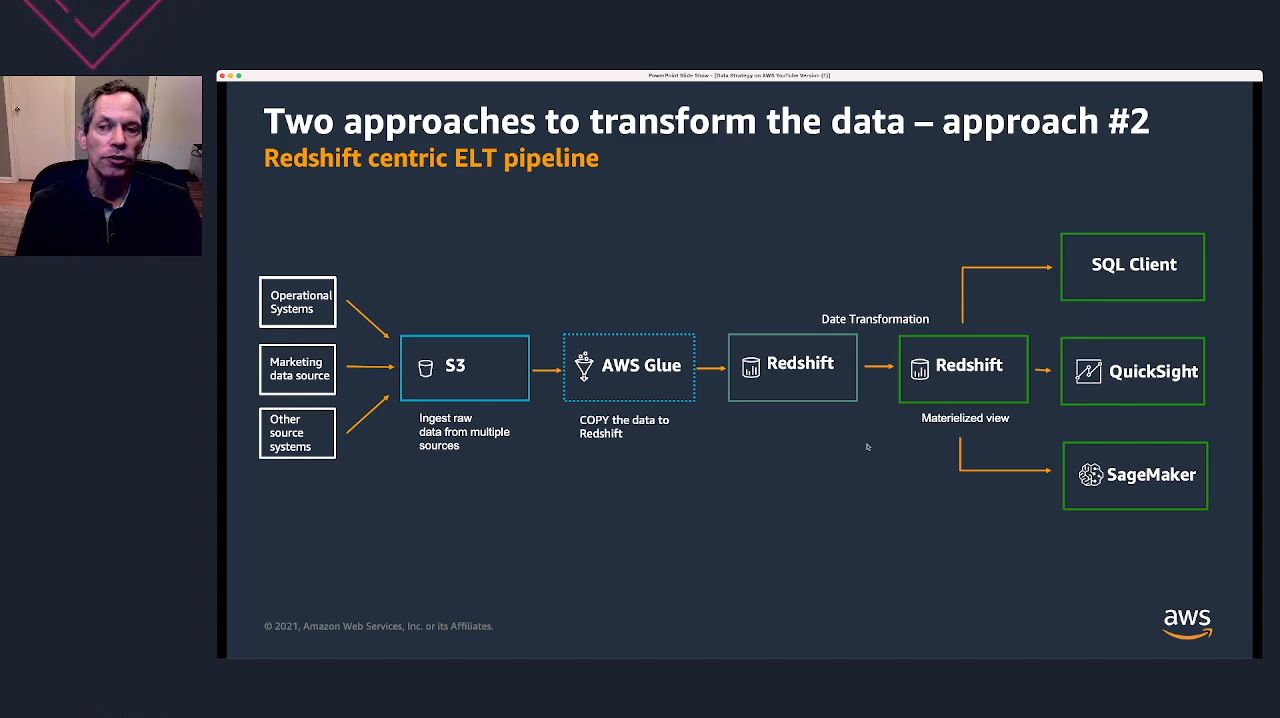 PowerPoint Slide Show - [Data Strategy on AWS YouTube Version (1)]
Two approaches to transform the data – approach #2
Redshift centric ELT pipeline
Operational
Systems
Marketing
data source
Other
source
systems
S3
Ingest raw
data from multiple
sources
AWS Glue
COPY the data to
Redshift
Redshift
Date Transformation
Redshift
Materielized view
SQL Client
QuickSight
SageMaker
© 2021, Amazon Web Services, Inc. or its Affiliates.
aws